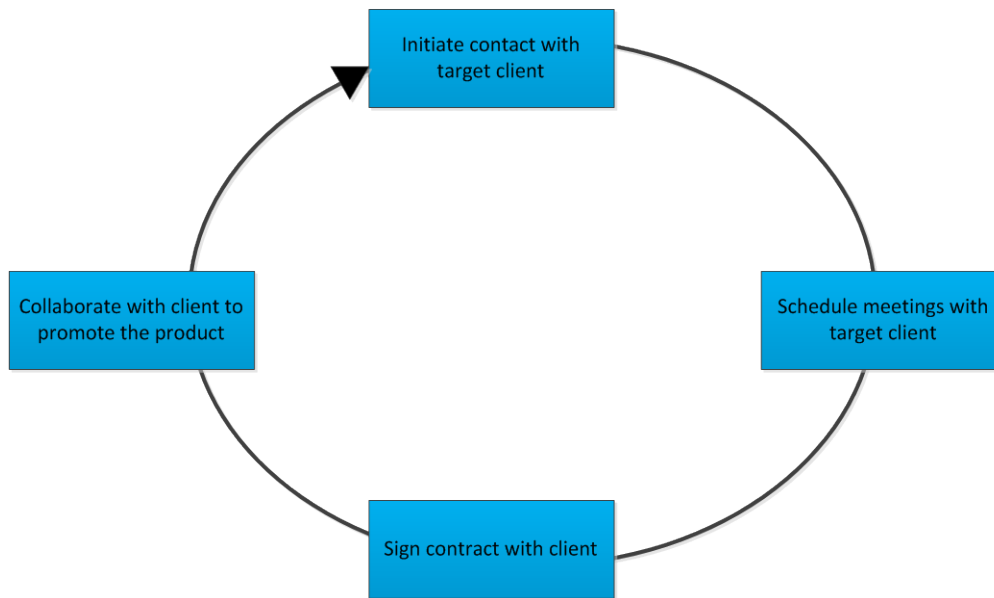 Initiate contact with
target client
Schedule meetings with
target client
Sign contract with client
Collaborate with client to
promote the product